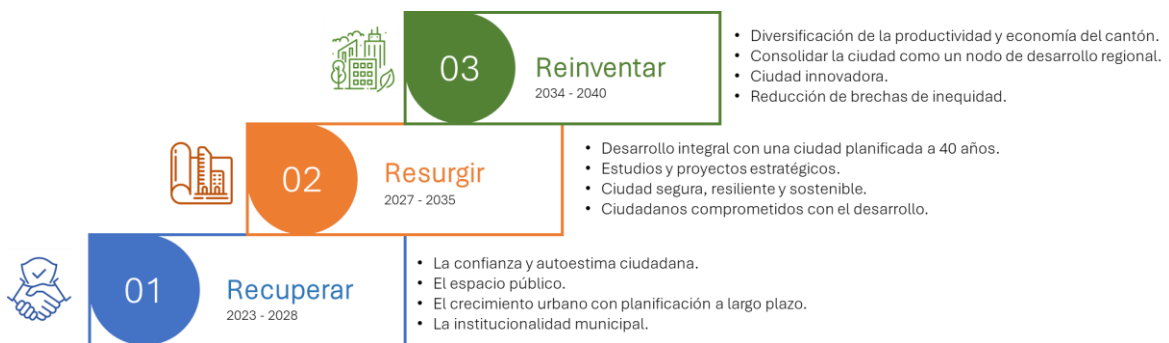 03
Reinventar
2034 - 2040
• Diversificación de la productividad y economía del cantón.
• Consolidar la ciudad como un nodo de desarrollo regional.
• Ciudad innovadora.
• Reducción de brechas de inequidad.
02
Resurgir
2027 - 2035
• Desarrollo integral con una ciudad planificada a 40 años.
• Estudios y proyectos estratégicos.
• Ciudad segura, resiliente y sostenible.
• Ciudadanos comprometidos con el desarrollo.
01
Recuperar
2023 - 2028
• La confianza y autoestima ciudadana.
• El espacio público.
• El crecimiento urbano con planificación a largo plazo.
• La institucionalidad municipal.